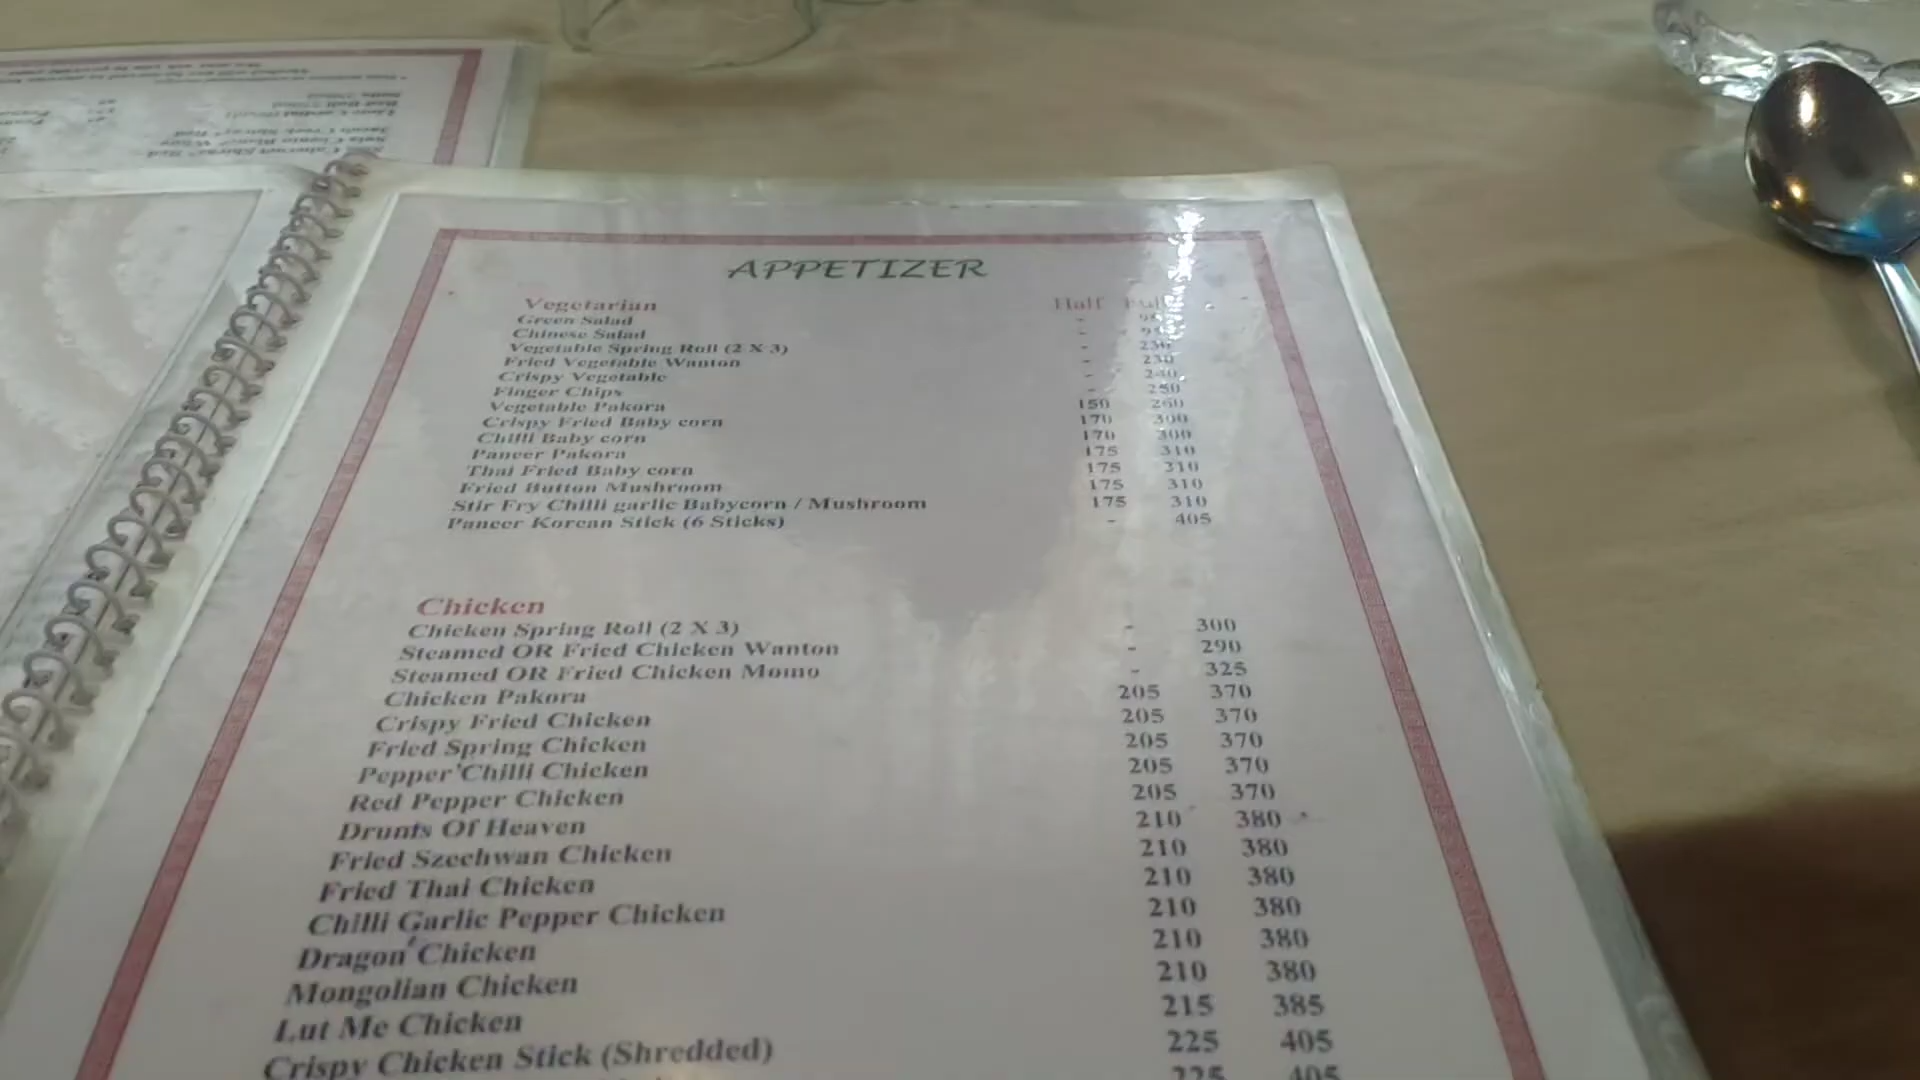 APPETIZER
Vegetarian Half
Green Salad -
Chinese Salad -
Vegetable Spring Roll (2 X 3) - 230
Fried Vegetable Wanton - 230
Crispy Vegetable - 240
Finger Chips - 250
Vegetable Pakora 150 260
Crispy Fried Baby corn 170 300
Chilli Baby corn 170 300
Paneer Pakora 175 310
Thai Fried Baby corn 175 310
Fried Button Mushroom 175 310
Stir Fry Chilli garlic Babycorn / Mushroom 175 310
Paneer Korean Stick (6 Sticks) - 405
Chicken
Chicken Spring Roll (2 X 3) - 300
Steamed OR Fried Chicken Wanton - 290
Steamed OR Fried Chicken Momo - 325
Chicken Pakora 205 370
Crispy Fried Chicken 205 370
Fried Spring Chicken 205 370
Pepper Chilli Chicken 205 370
Red Pepper Chicken 205 370
Drums Of Heaven 210 380
Fried Szechwan Chicken 210 380
Fried Thai Chicken 210 380
Chilli Garlic Pepper Chicken 210 380
Dragon Chicken 210 380
Mongolian Chicken 210 380
Lut Me Chicken 215 385
Crispy Chicken Stick (Shredded) 225 405
225 405